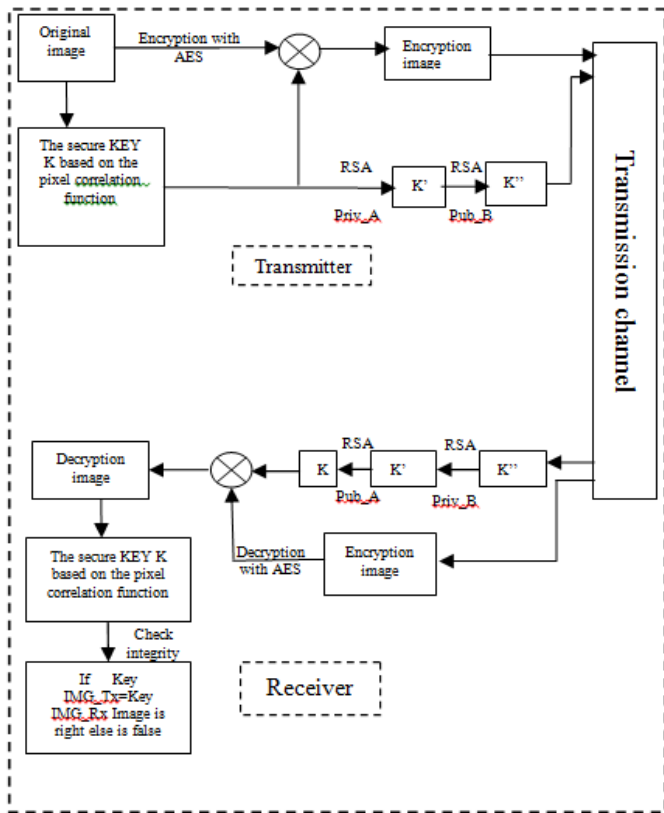 Original
image
Encryption with
AES
Encryption
image
The secure KEY
K based on the
pixel correlation
function
RSA
K'
RSA
K''
Priv_A
Pub_B
Transmitter
Transmission channel
Decryption
image
K
RSA
K'
RSA
K''
Pub_A
Priv_B
The secure KEY K
based on the pixel
correlation function
Decryption
with AES
Encryption
image
Check
integrity
If Key
IMG_Tx=Key
IMG_Rx Image is
right else is false
Receiver